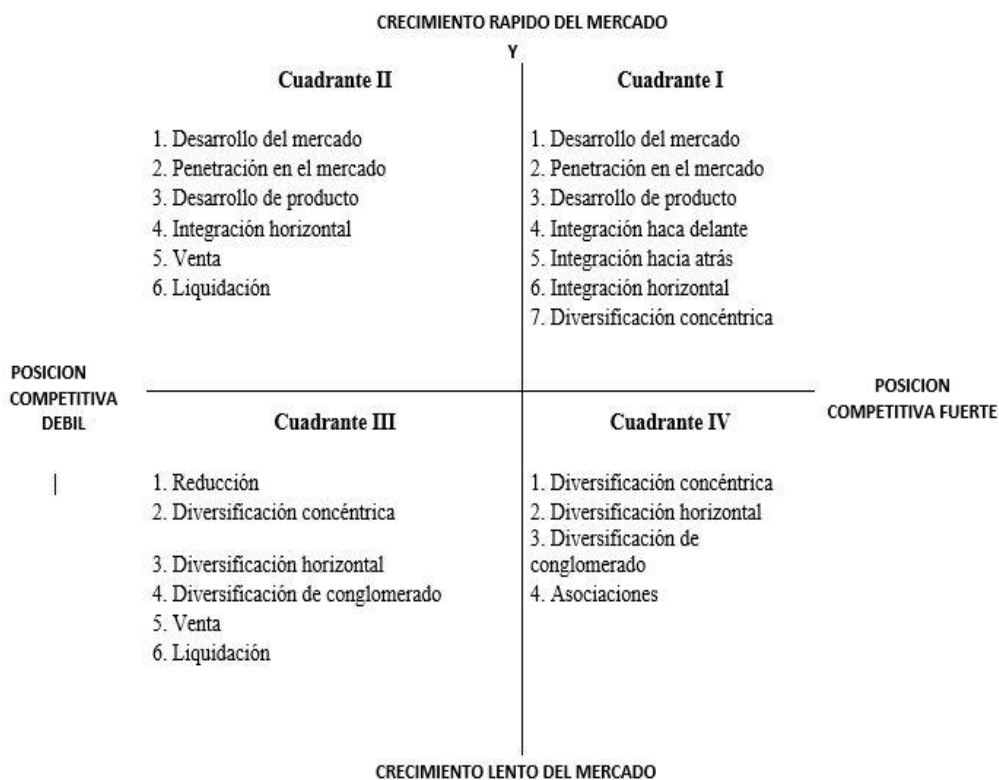 CRECIMIENTO RAPIDO DEL MERCADO
Y
Cuadrante II
1. Desarrollo del mercado
2. Penetración en el mercado
3. Desarrollo de producto
4. Integración horizontal
5. Venta
6. Liquidación
Cuadrante I
1. Desarrollo del mercado
2. Penetración en el mercado
3. Desarrollo de producto
4. Integración haca delante
5. Integración hacia atrás
6. Integración horizontal
7. Diversificación concéntrica
POSICION
COMPETITIVA
DEBIL
POSICION
COMPETITIVA FUERTE
Cuadrante III
1. Reducción
2. Diversificación concéntrica
3. Diversificación horizontal
4. Diversificación de conglomerado
5. Venta
6. Liquidación
Cuadrante IV
1. Diversificación concéntrica
2. Diversificación horizontal
3. Diversificación de
conglomerado
4. Asociaciones
CRECIMIENTO LENTO DEL MERCADO